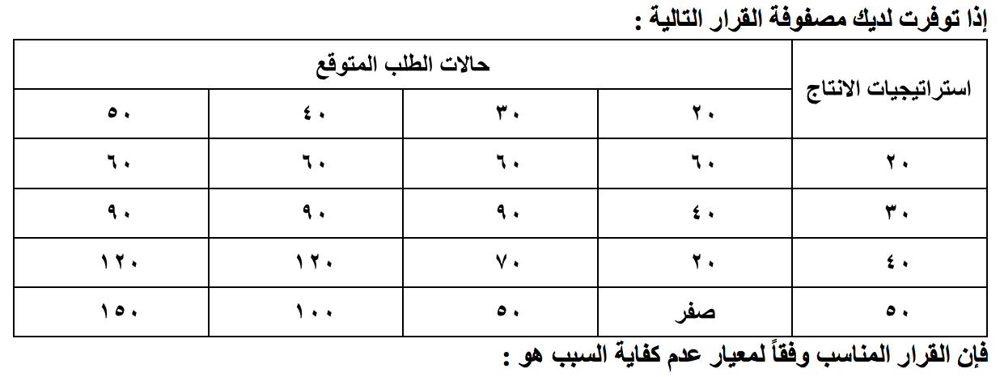 إذا توفرت لديك مصفوفة القرار التالية :
استراتيجيات الانتاج
حالات الطلب المتوقع
٢٠ ٣٠ ٤٠ ٥٠
٢٠ ٦٠ ٦٠ ٦٠ ٦٠
٣٠ ٤٠ ٩٠ ٩٠ ٩٠
٤٠ ٢٠ ٧٠ ١٢٠ ١٢٠
٥٠ صفر ٥٠ ١٠٠ ١٥٠
فإن القرار المناسب وفقاً لمعيار عدم كفاية السبب هو :